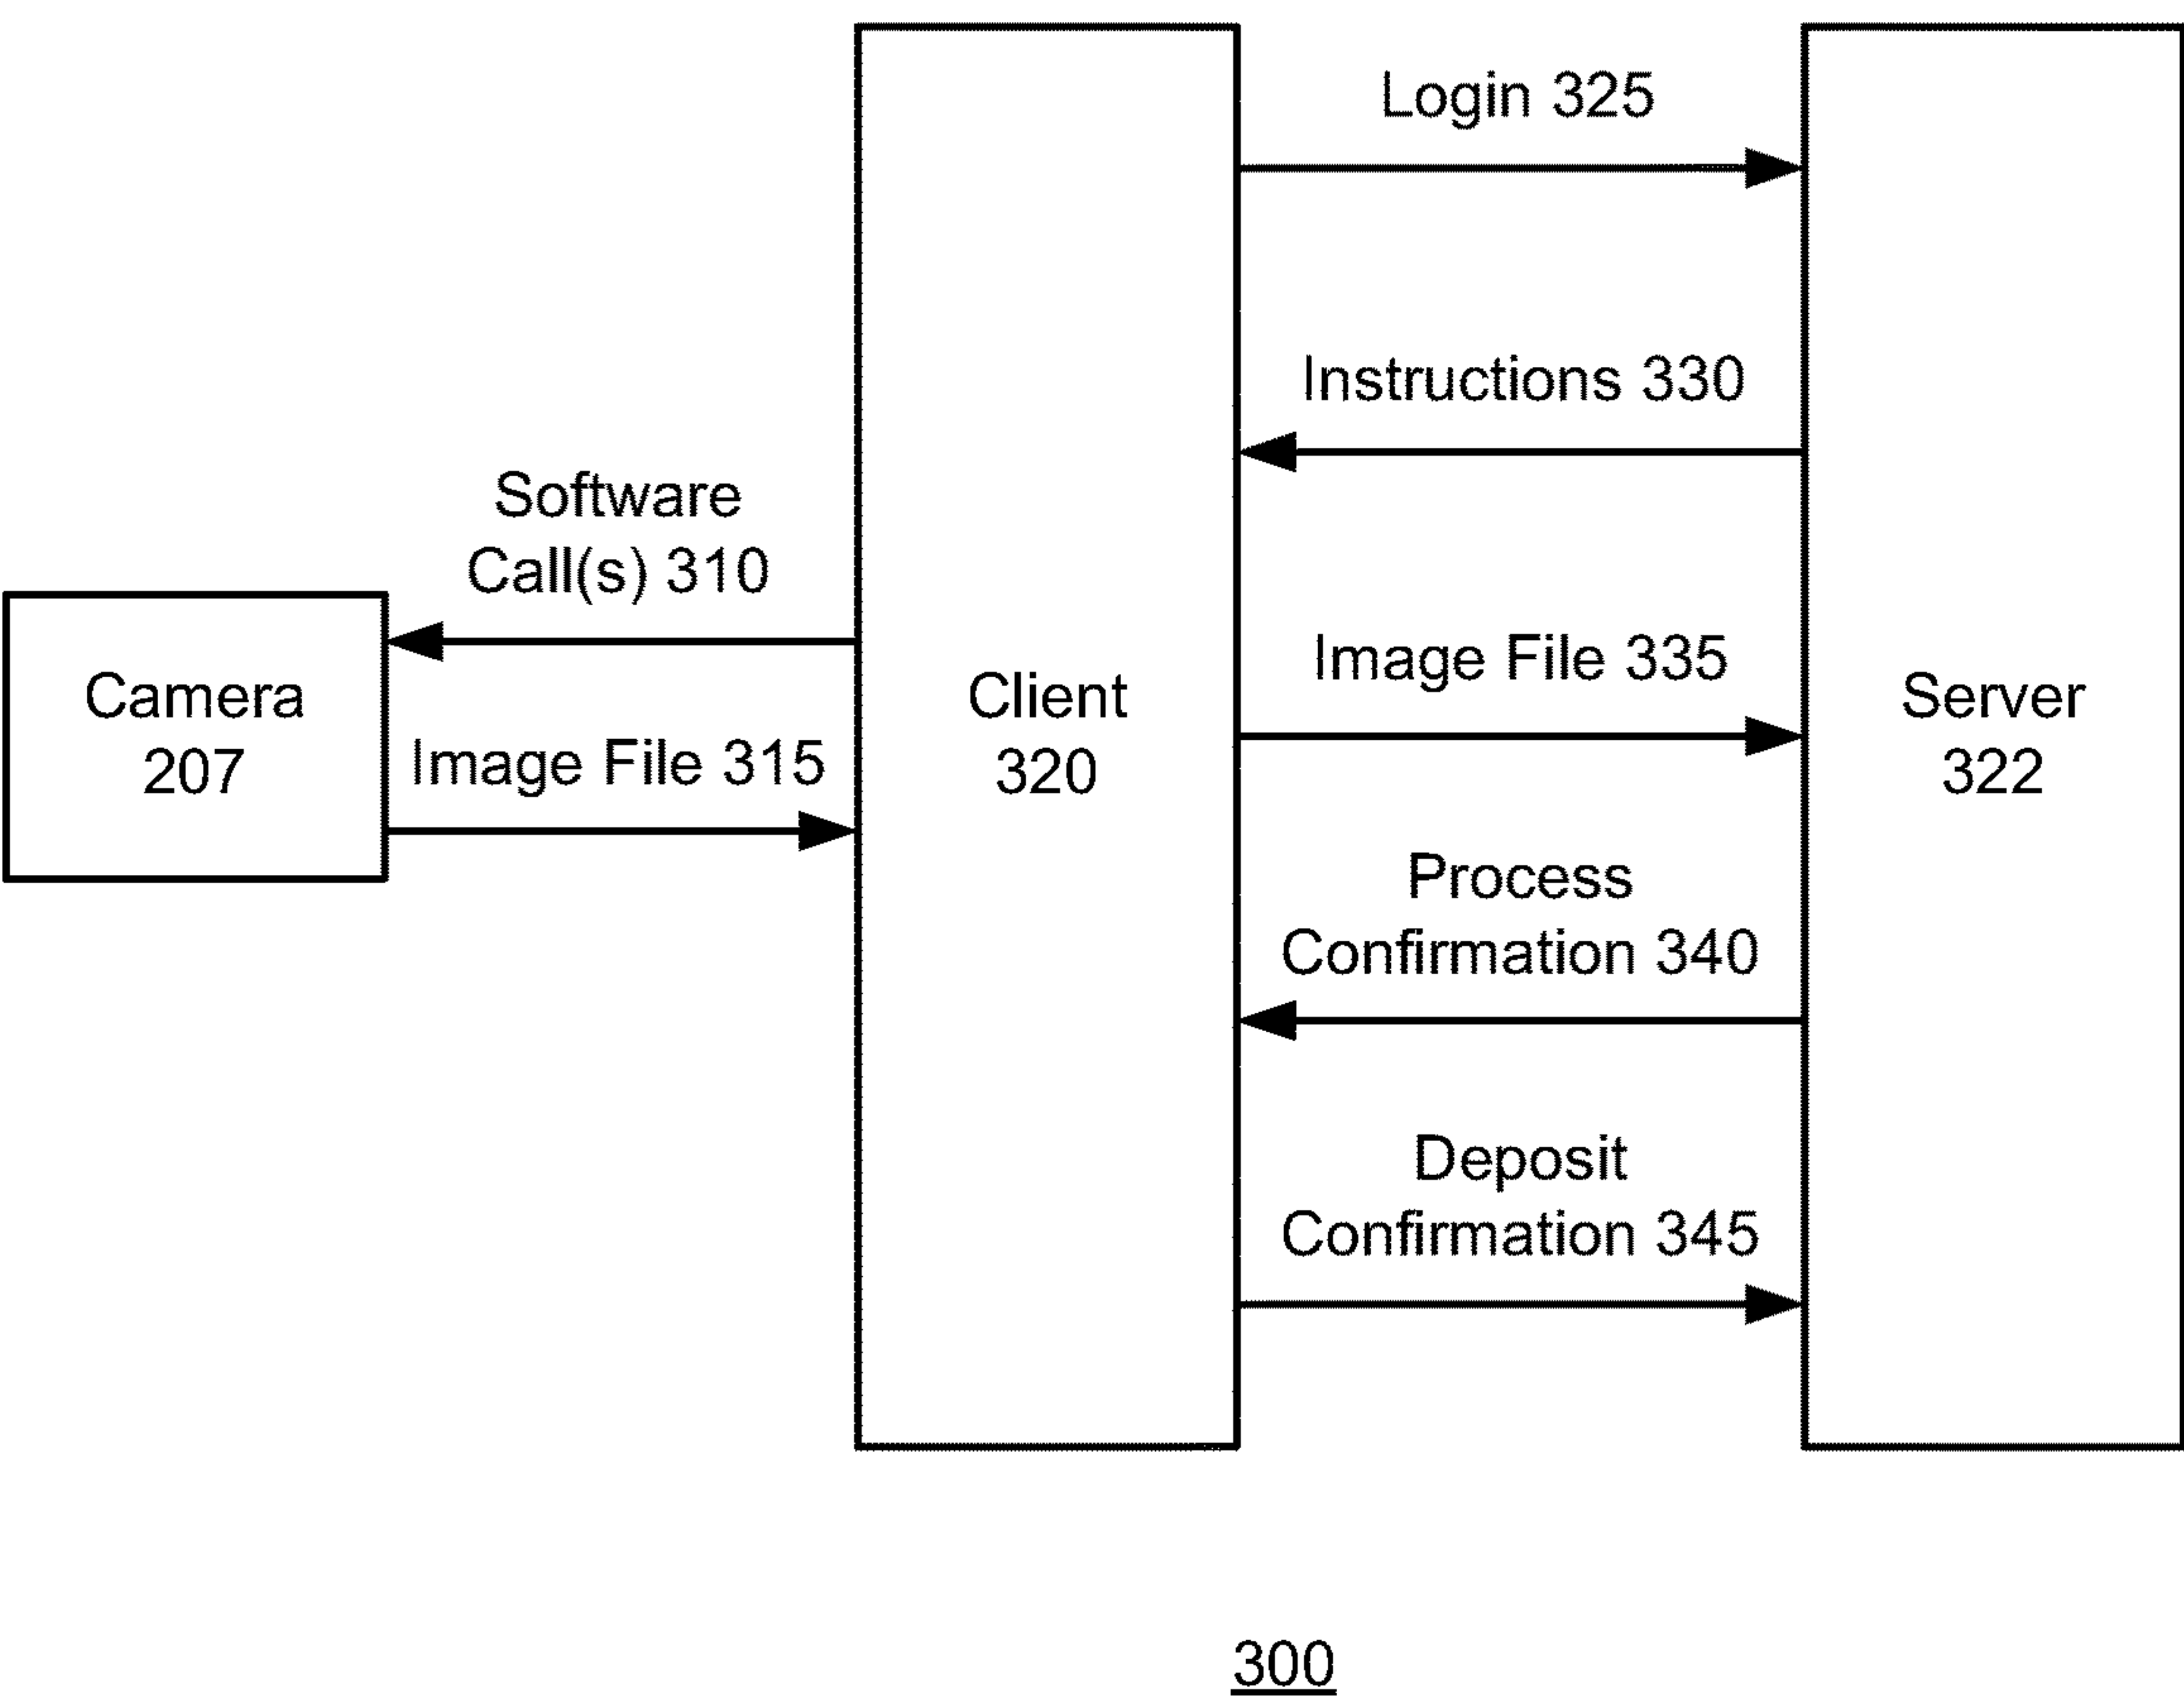 Login 325
Instructions 330
Software
Call(s) 310
Image File 335
Camera
207
Image File 315
Client
320
Server
322
Process
Confirmation 340
Deposit
Confirmation 345
300